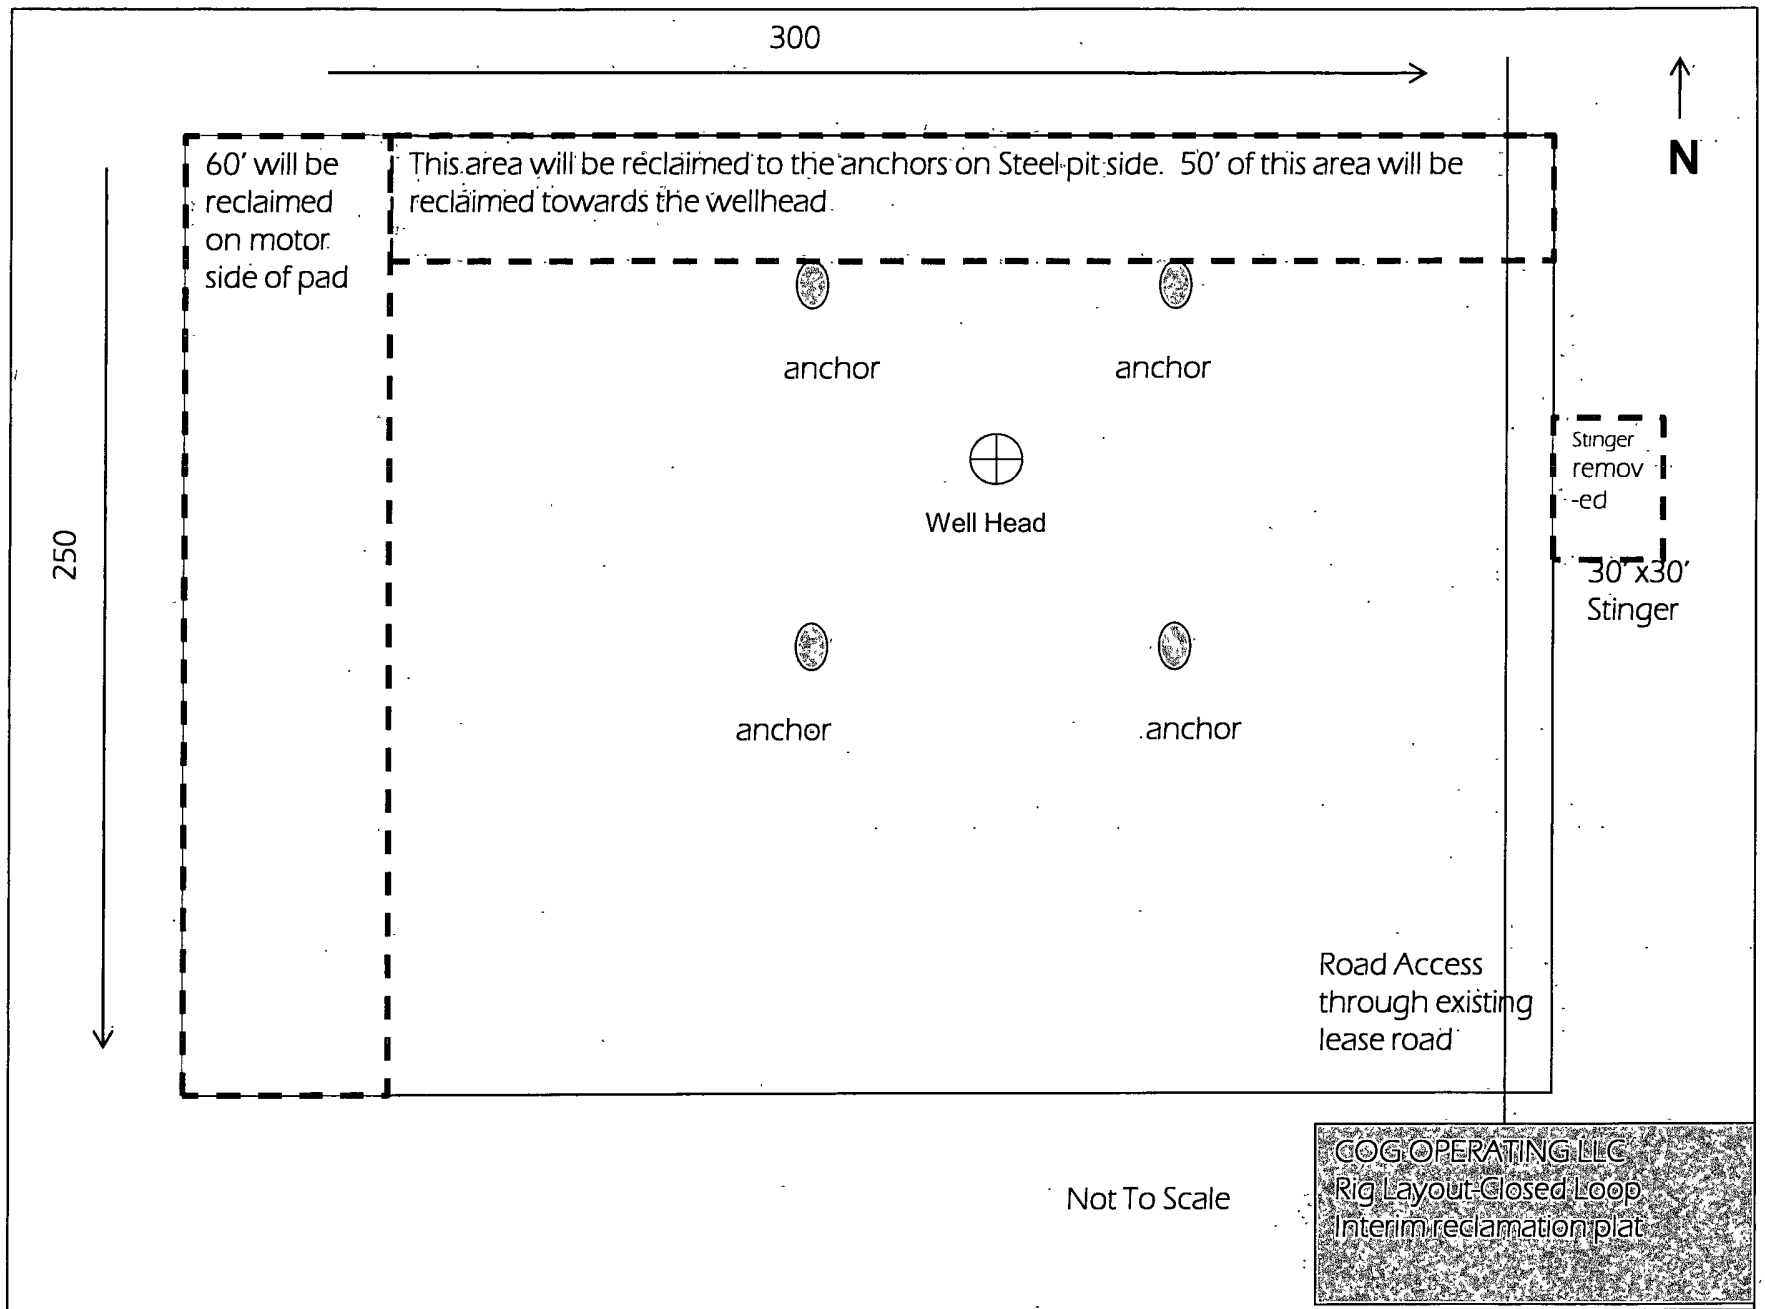 300
N
60' will be
reclaimed
on motor
side of pad
This area will be reclaimed to the anchors on Steel pit side. 50' of this area will be
reclaimed towards the wellhead
anchor
anchor
Stinger
remov
-ed
Well Head
250
30' x30'
Stinger
anchor
anchor
Road Access
through existing
lease road
COG OPERATING LLC
Rig Layout-Closed Loop
Interim reclamation plat
Not To Scale